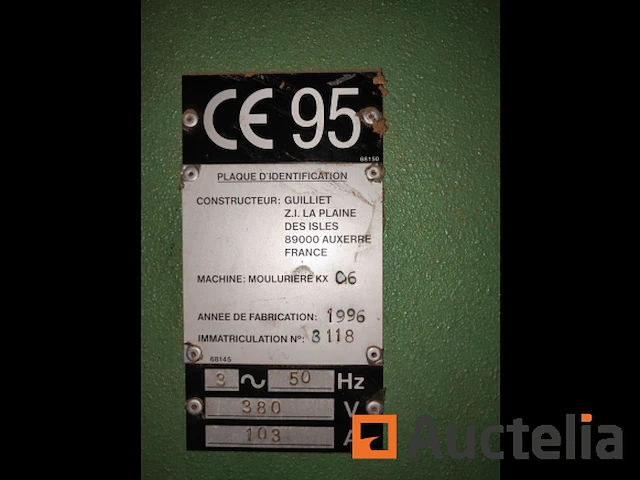 CE 95
68150
PLAQUE D'IDENTIFICATION
CONSTRUCTEUR: GUILLIET
Z.I. LA PLAINE
DES ISLES
89000 AUXERRE
FRANCE
MACHINE: MOULURIERE KX 06
ANNEE DE FABRICATION: 1996
IMMATRICULATION N°: 3118
68145
3 ~ 50 Hz
380 V
103 A
Auctelia